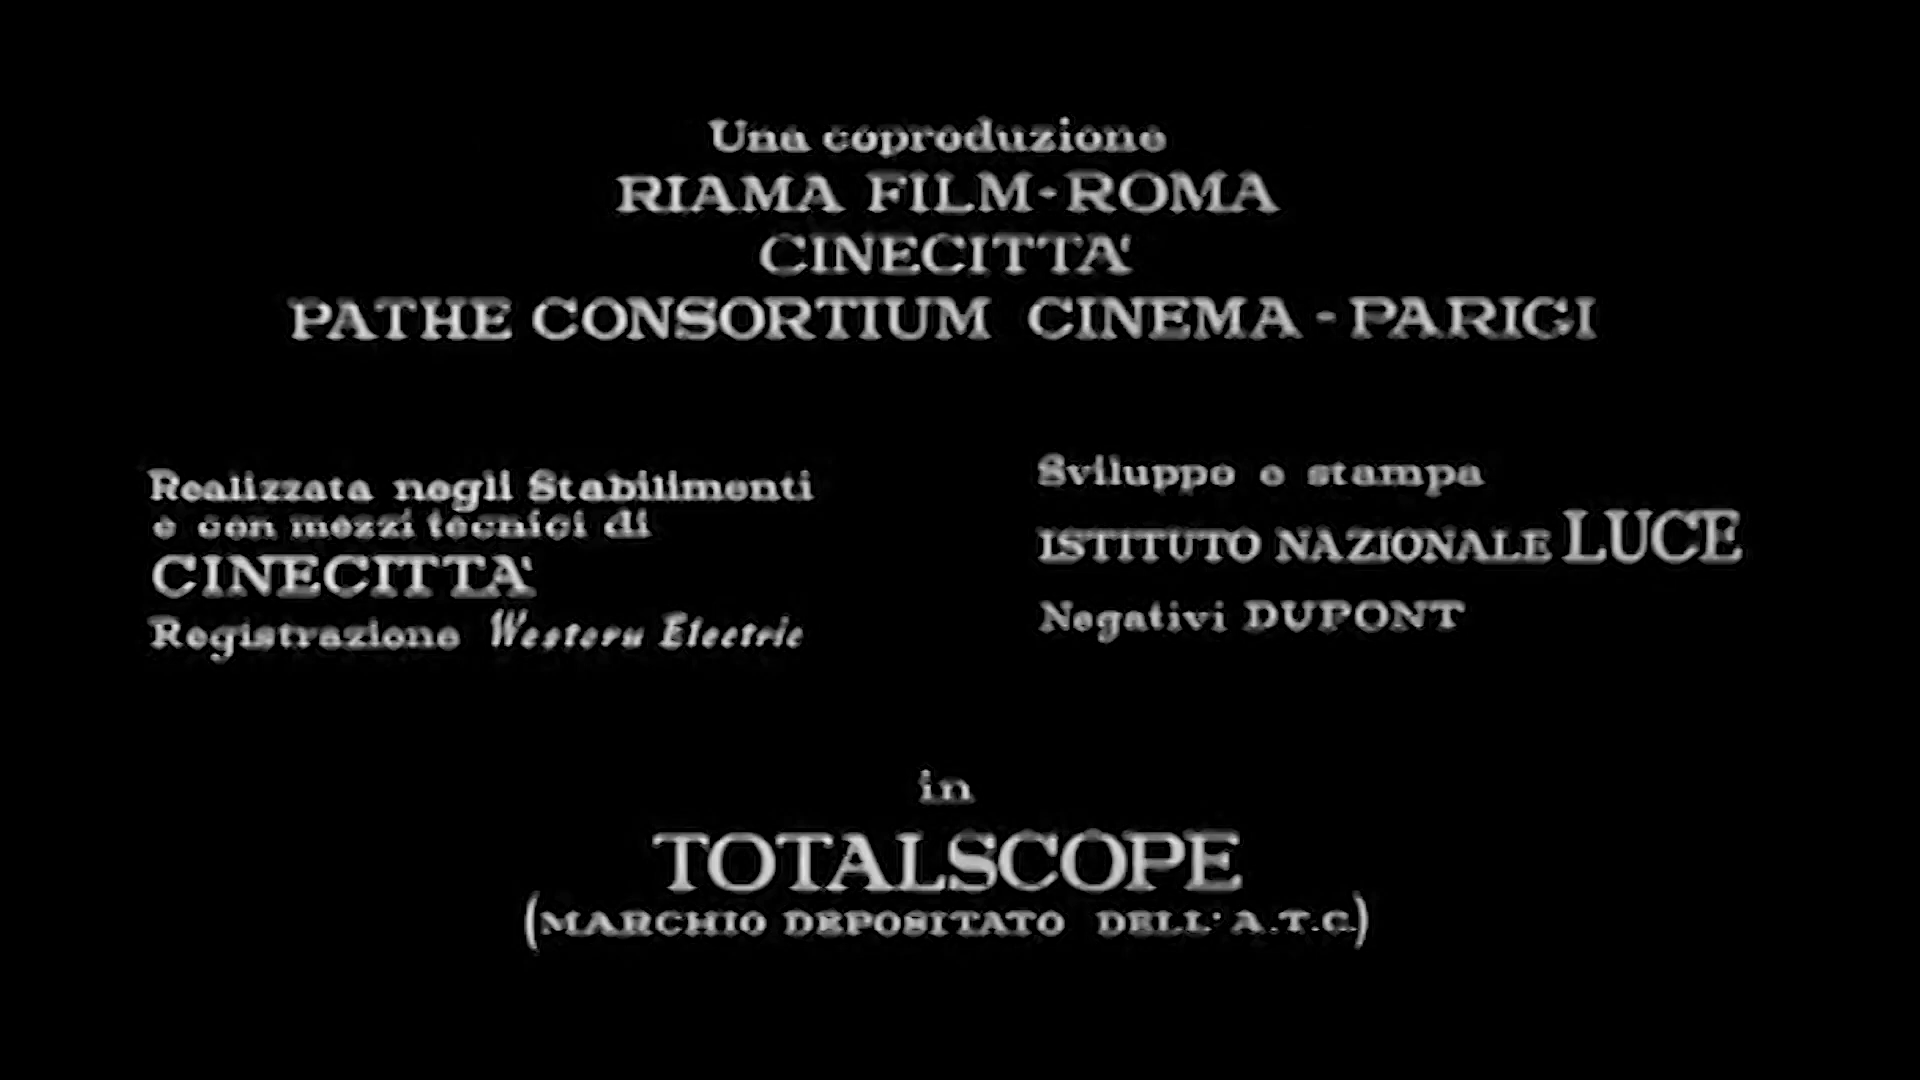 Una coproduzione
RIAMA FILM-ROMA
CINECITTA'
PATHE CONSORTIUM CINEMA - PARIGI
Realizzata negli Stabilimenti
e con mezzi tecnici di
CINECITTA'
Registrazione Western Electric
Sviluppo e stampa
ISTITUTO NAZIONALE LUCE
Negativi DUPONT
in
TOTALSCOPE
(MARCHIO DEPOSITATO DELL' A.T.C.)